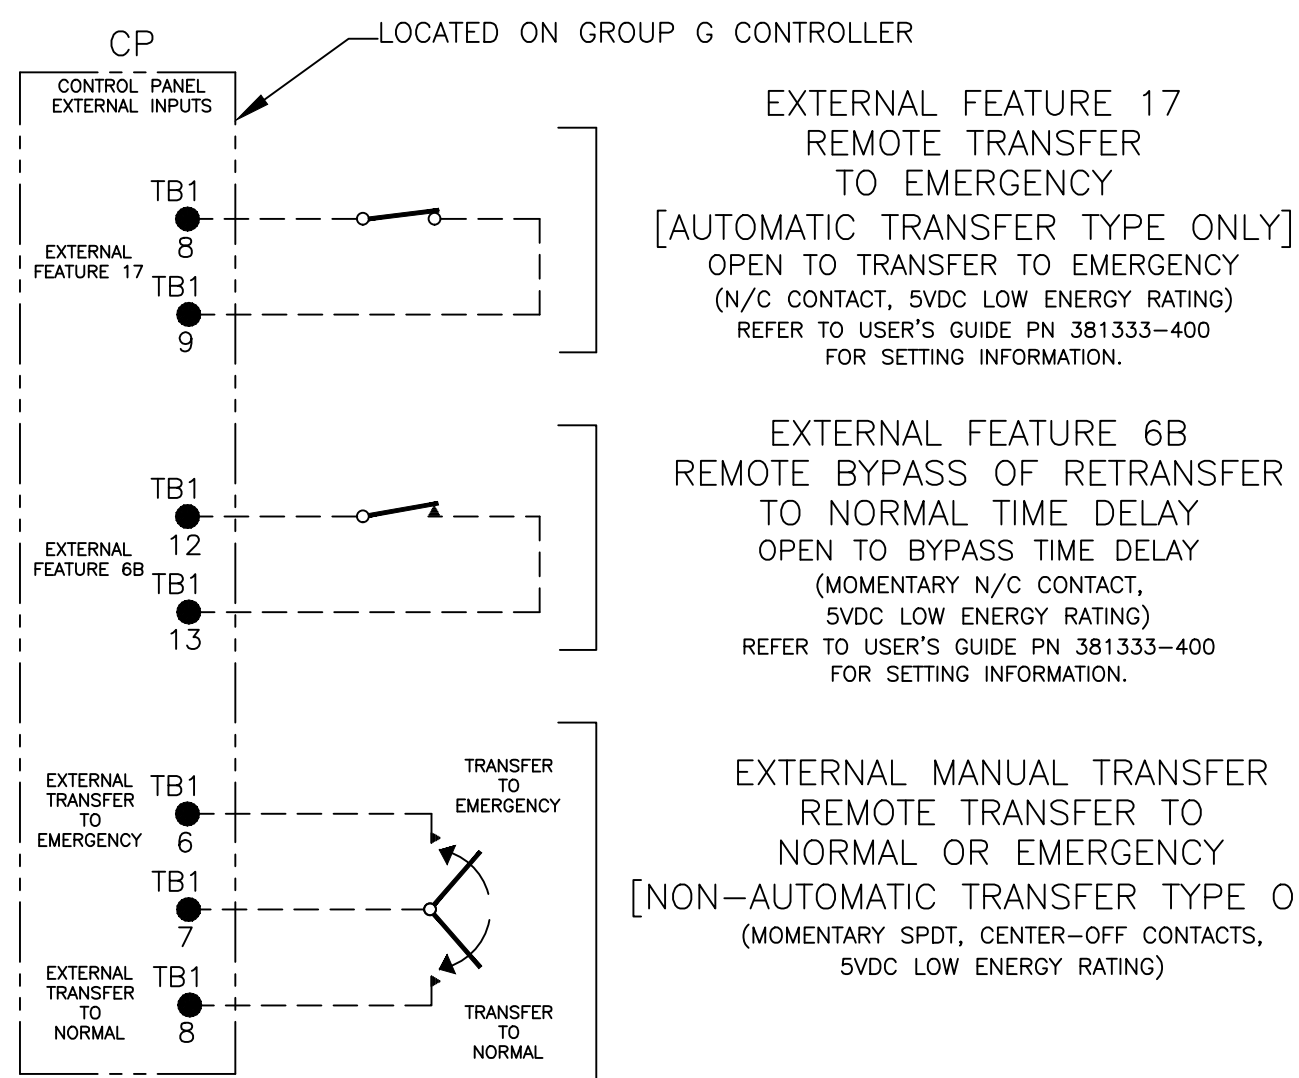 LOCATED ON GROUP G CONTROLLER
CP
CONTROL PANEL
EXTERNAL INPUTS
TB1
8
EXTERNAL
FEATURE 17
TB1
9
EXTERNAL FEATURE 17
REMOTE TRANSFER
TO EMERGENCY
[AUTOMATIC TRANSFER TYPE ONLY]
OPEN TO TRANSFER TO EMERGENCY
(N/C CONTACT, 5VDC LOW ENERGY RATING)
REFER TO USER'S GUIDE PN 381333-400
FOR SETTING INFORMATION.
TB1
12
EXTERNAL
FEATURE 6B
TB1
13
EXTERNAL FEATURE 6B
REMOTE BYPASS OF RETRANSFER
TO NORMAL TIME DELAY
OPEN TO BYPASS TIME DELAY
(MOMENTARY N/C CONTACT,
5VDC LOW ENERGY RATING)
REFER TO USER'S GUIDE PN 381333-400
FOR SETTING INFORMATION.
EXTERNAL
TRANSFER
TO
EMERGENCY
TB1
6
TB1
7
EXTERNAL
TRANSFER
TO
NORMAL
TB1
8
TRANSFER
TO
EMERGENCY
TRANSFER
TO
NORMAL
EXTERNAL MANUAL TRANSFER
REMOTE TRANSFER TO
NORMAL OR EMERGENCY
[NON-AUTOMATIC TRANSFER TYPE O
(MOMENTARY SPDT, CENTER-OFF CONTACTS,
5VDC LOW ENERGY RATING)